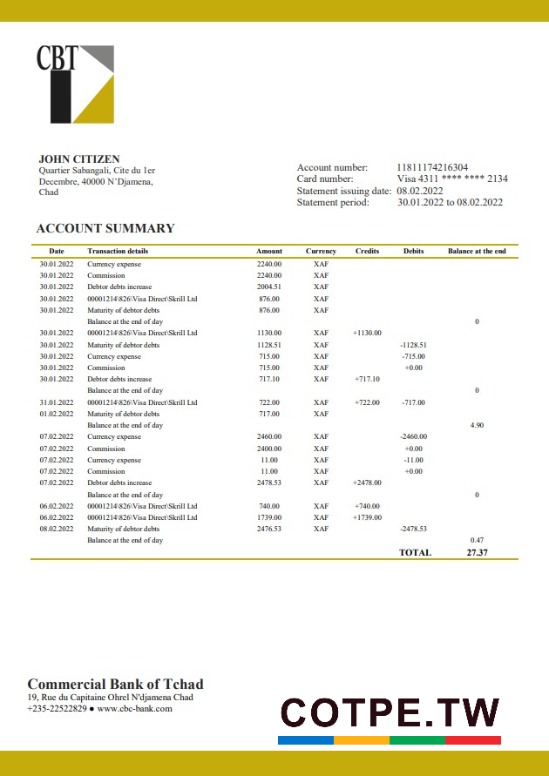 CBT
JOHN CITIZEN
Quartier Sabangali, Cite du 1er
Decembre, 40000 N'Djamena,
Chad
Account number: 11811174216304
Card number: Visa 4311 **** **** 2134
Statement issuing date: 08.02.2022
Statement period: 30.01.2022 to 08.02.2022
ACCOUNT SUMMARY
Date Transaction details Amount Currency Credits Debits Balance at the end
30.01.2022 Currency expense 2240.00 XAF
30.01.2022 Commission 2240.00 XAF
30.01.2022 Debtor debts increase 2004.51 XAF
30.01.2022 00001214\826\Visa Direct\Skrill Ltd 876.00 XAF
30.01.2022 Maturity of debtor debts 876.00 XAF
Balance at the end of day 0
30.01.2022 00001214\826\Visa Direct\Skrill Ltd 1130.00 XAF +1130.00
30.01.2022 Maturity of debtor debts 1128.51 XAF -1128.51
30.01.2022 Currency expense 715.00 XAF -715.00
30.01.2022 Commission 715.00 XAF +0.00
30.01.2022 Debtor debts increase 717.10 XAF +717.10
Balance at the end of day 0
31.01.2022 00001214\826\Visa Direct\Skrill Ltd 722.00 XAF +722.00 -717.00
01.02.2022 Maturity of debtor debts 717.00 XAF
Balance at the end of day 4.90
07.02.2022 Currency expense 2460.00 XAF -2460.00
07.02.2022 Commission 2400.00 XAF +0.00
07.02.2022 Currency expense 11.00 XAF -11.00
07.02.2022 Commission 11.00 XAF +0.00
07.02.2022 Debtor debts increase 2478.53 XAF +2478.00
Balance at the end of day 0
06.02.2022 00001214\826\Visa Direct\Skrill Ltd 740.00 XAF +740.00
06.02.2022 00001214\826\Visa Direct\Skrill Ltd 1739.00 XAF +1739.00
08.02.2022 Maturity of debtor debts 2476.53 XAF -2478.53
Balance at the end of day 0.47
TOTAL 27.37
Commercial Bank of Tchad
19, Rue du Capitaine Ohrel N'djamena Chad
+235-22522829 ● www.cbc-bank.com
COTPE.TW